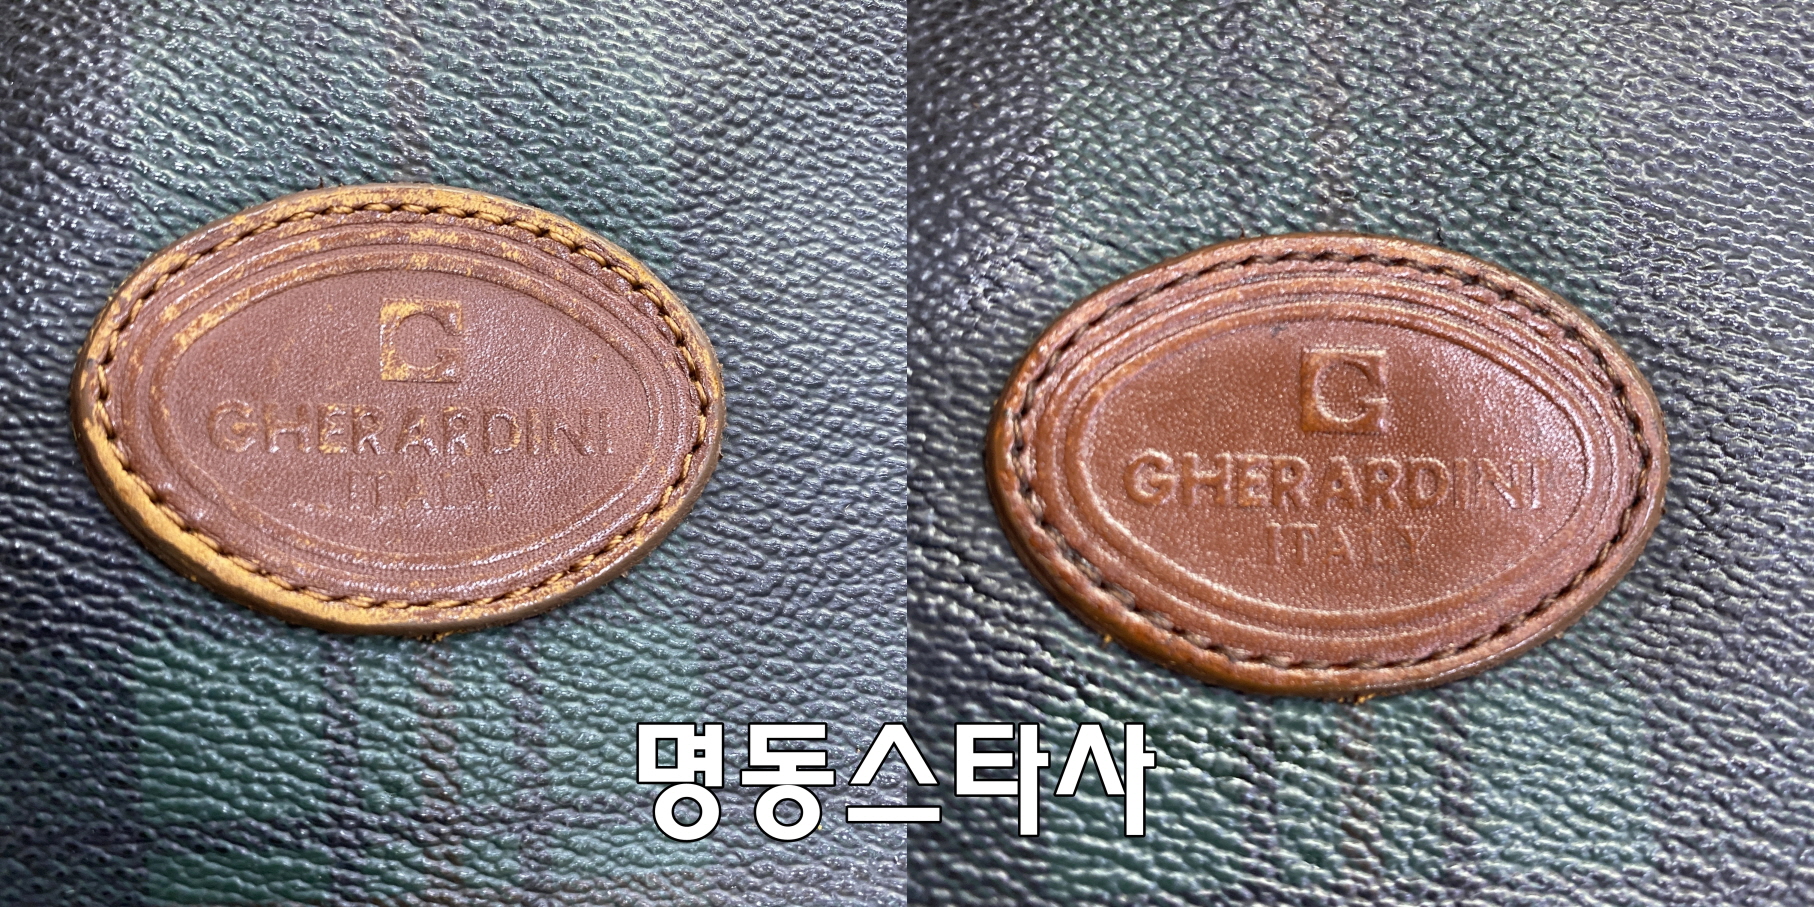 G
GHERARDINI
ITALY
G
GHERARDINI
ITALY
명동스타사